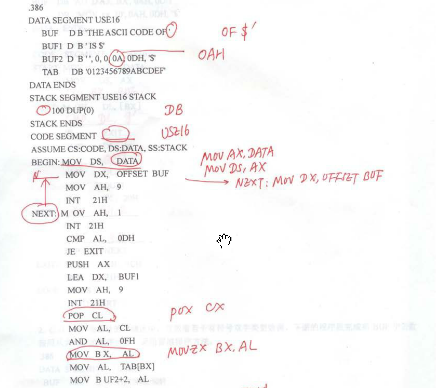 .386
DATA SEGMENT USE16
BUF D B 'THE ASCII CODE OF' OF $'
BUF1 D B ' IS $'
BUF2 D B '', 0, 0, 0A, 0DH, '$' 0AH
TAB DB '0123456789ABCDEF'
DATA ENDS
STACK SEGMENT USE16 STACK
100 DUP(0) DB
STACK ENDS
CODE SEGMENT USE16
ASSUME CS:CODE, DS:DATA, SS:STACK
BEGIN: MOV DS, DATA MOV AX, DATA
MOV DS, AX
MOV DX, OFFSET BUF NEXT: MOV DX, OFFSET BUF
MOV AH, 9
INT 21H
NEXT: M OV AH, 1
INT 21H
CMP AL, 0DH
JE EXIT
PUSH AX
LEA DX, BUF1
MOV AH, 9
INT 21H
POP CL POX CX
MOV AL, CL
AND AL, 0FH
MOV B X, AL MOVZX BX, AL
MOV AL, TAB[BX]
MOV B UF2+2, AL